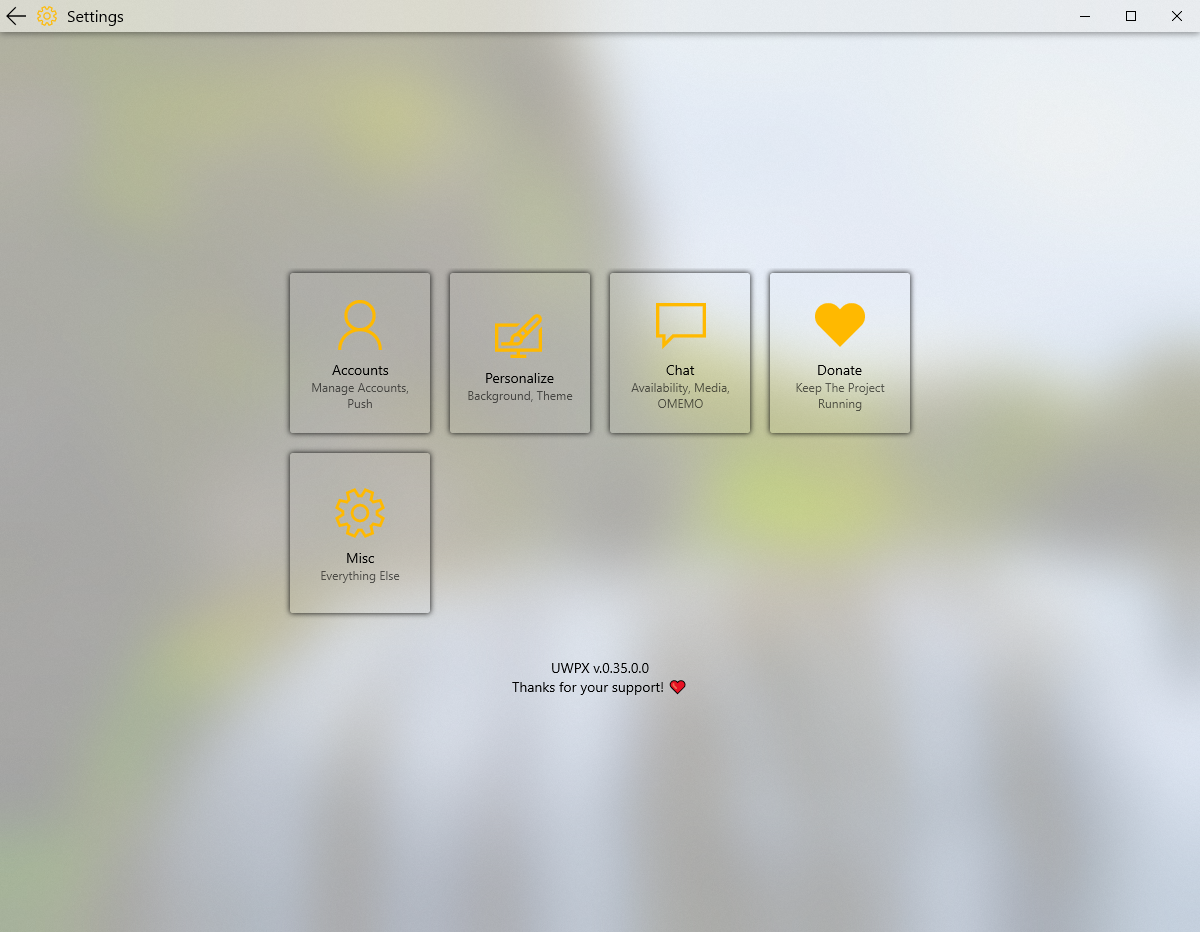 Settings
Accounts
Manage Accounts,
Push
Personalize
Background, Theme
Chat
Availability, Media,
OMEMO
Donate
Keep The Project
Running
Misc
Everything Else
UWPX v.0.35.0.0
Thanks for your support! ❤️